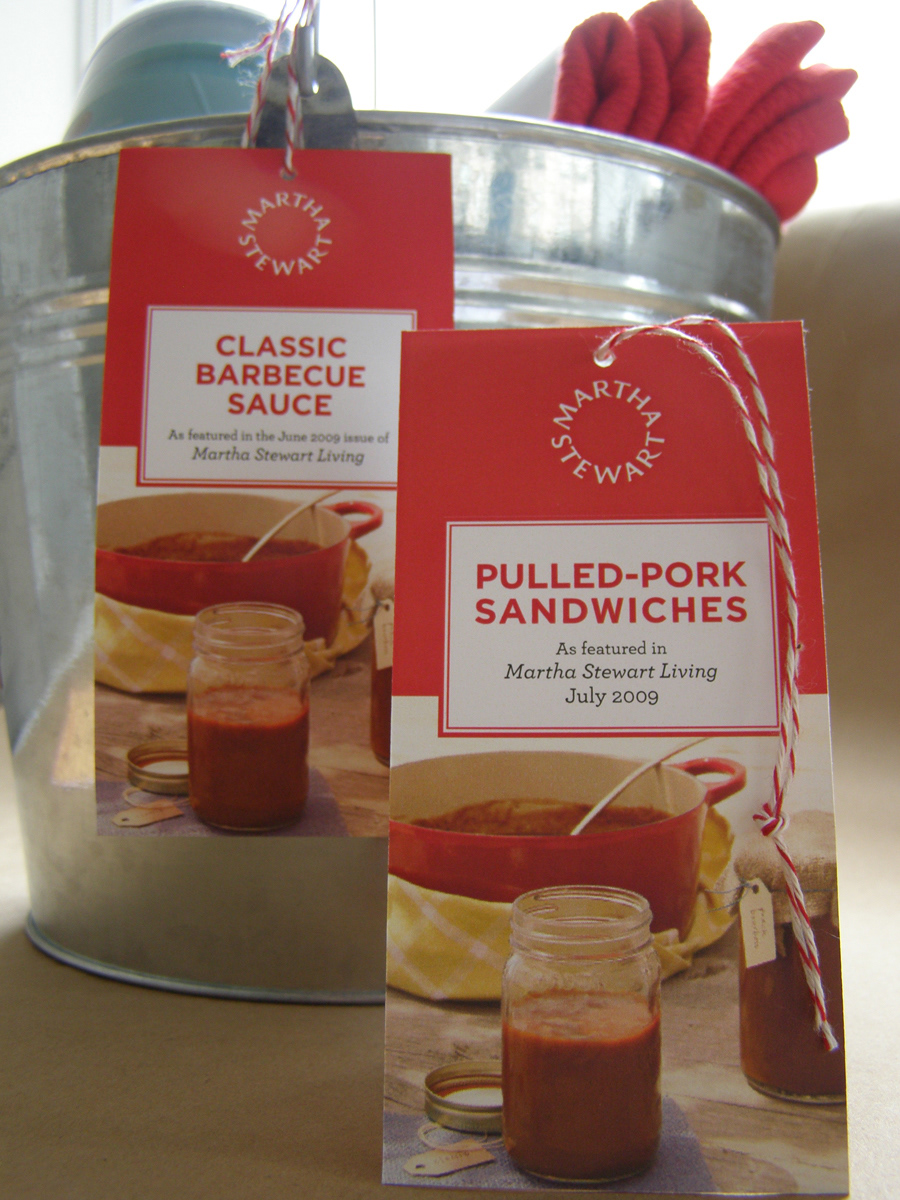 MARTHA STEWART
CLASSIC
BARBECUE
SAUCE
As featured in the June 2009 issue of
Martha Stewart Living
MARTHA STEWART
PULLED-PORK
SANDWICHES
As featured in
Martha Stewart Living
July 2009